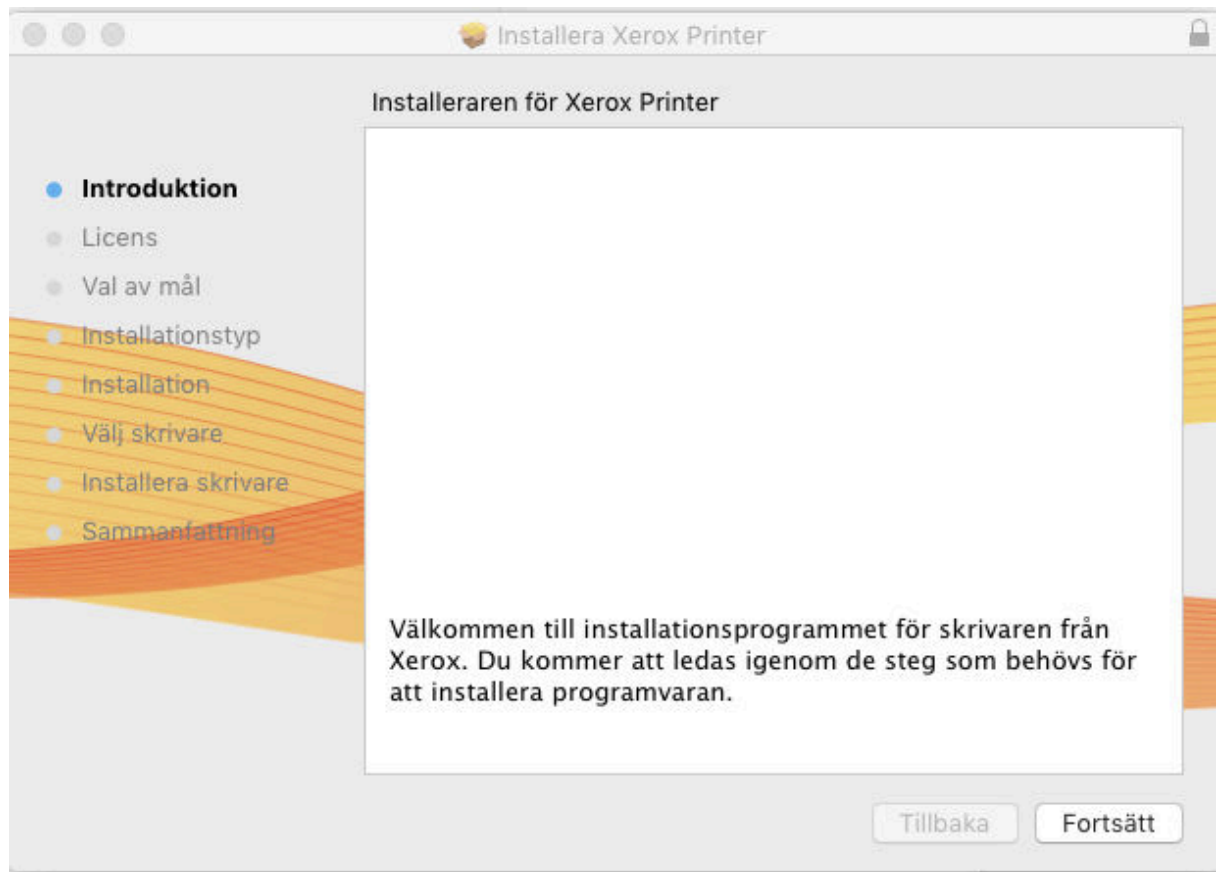 Installera Xerox Printer
Installeraren för Xerox Printer
Introduktion
Licens
Val av mål
Installationstyp
Installation
Välj skrivare
Installera skrivare
Sammanfattning
Välkommen till installationsprogrammet för skrivaren från
Xerox. Du kommer att ledas igenom de steg som behövs för
att installera programvaran.
Tillbaka
Fortsätt